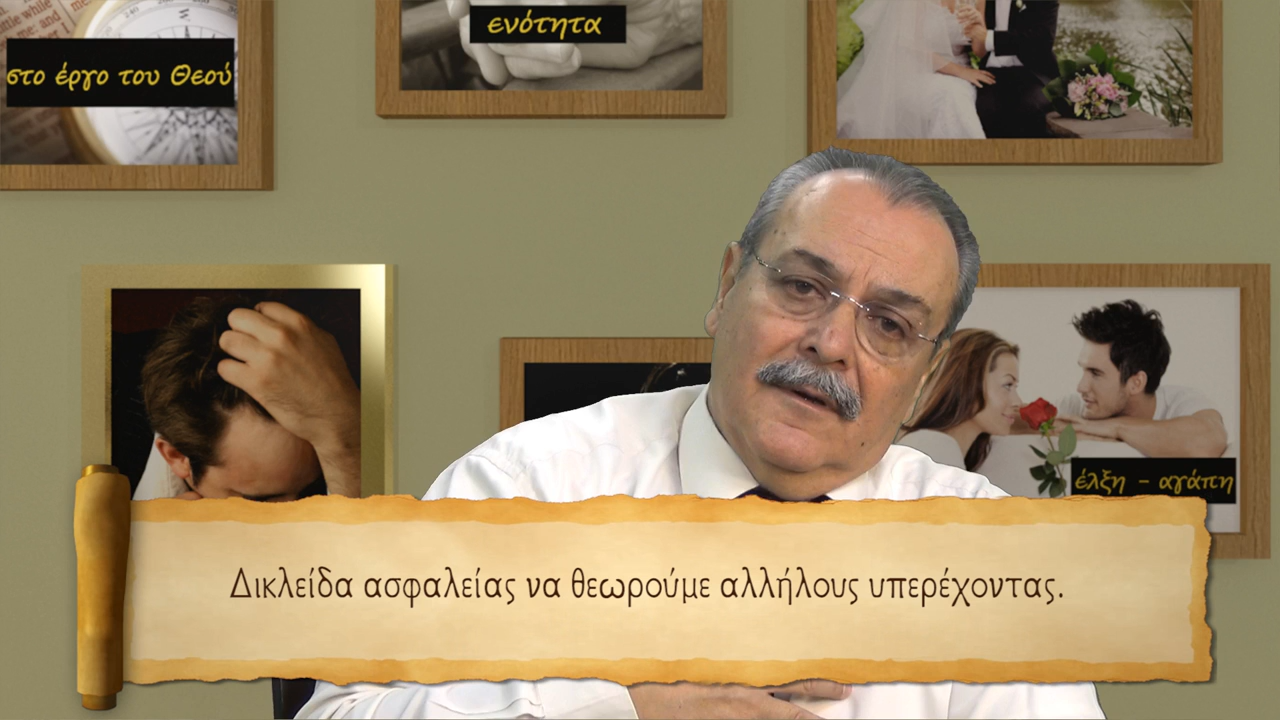 στο έργο του Θεού
ενότητα
έλξη - αγάπη
Δικλείδα ασφαλείας να θεωρούμε αλλήλους υπερέχοντας.